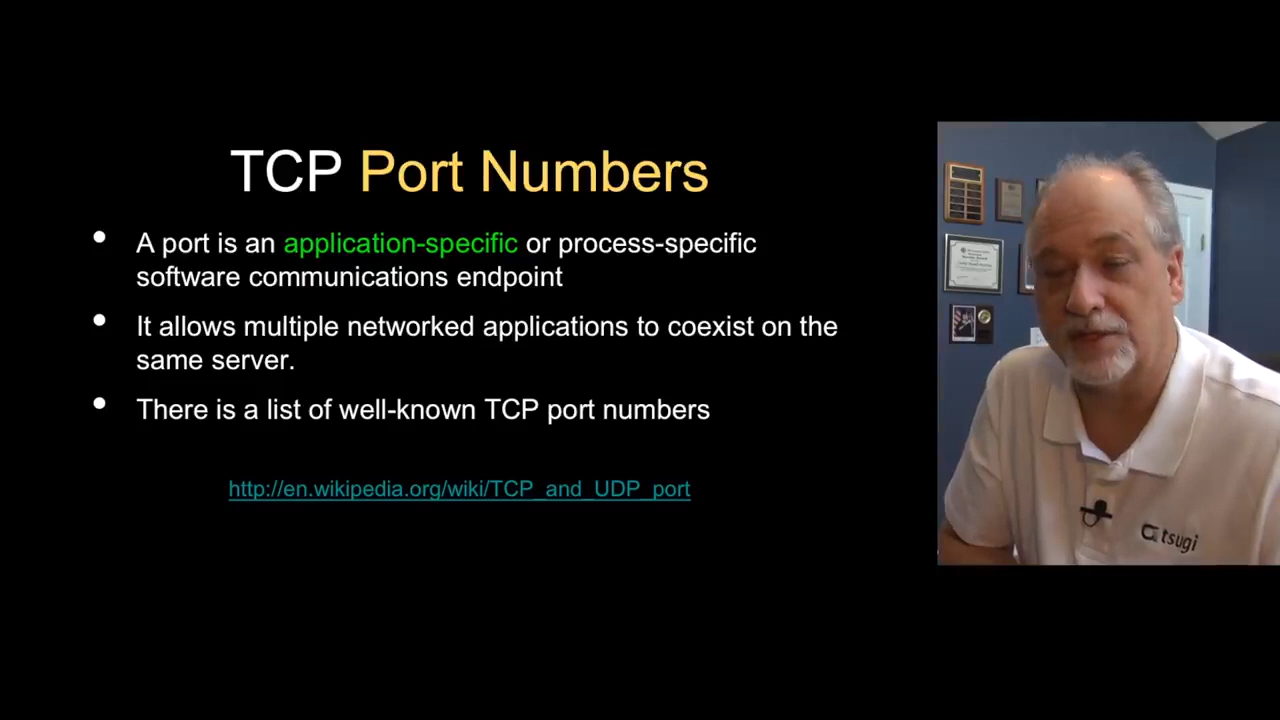 TCP Port Numbers
• A port is an application-specific or process-specific
software communications endpoint
• It allows multiple networked applications to coexist on the
same server.
• There is a list of well-known TCP port numbers
http://en.wikipedia.org/wiki/TCP_and_UDP_port
tsugi